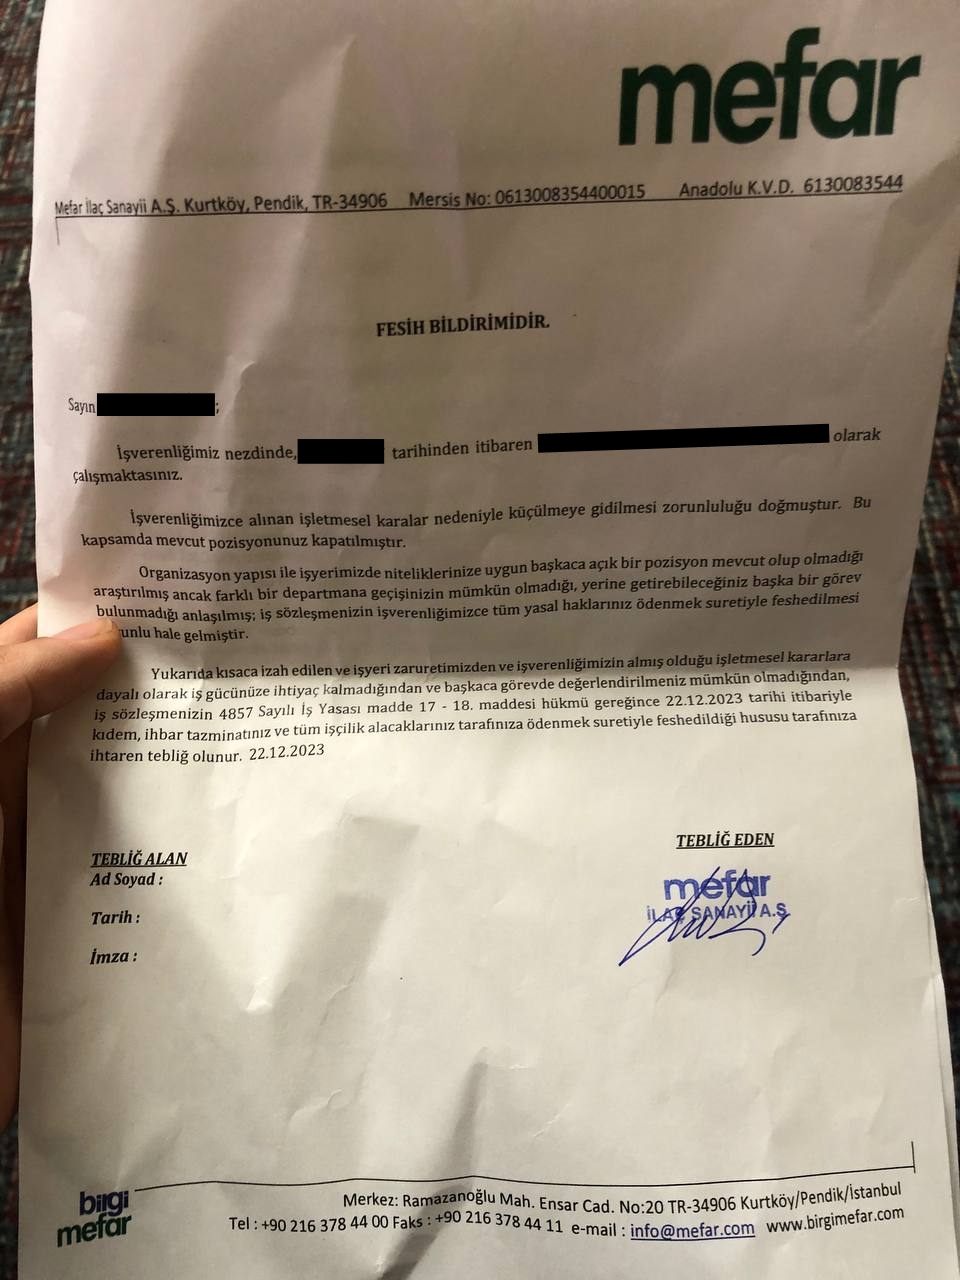 mefar
Mefar İlaç Sanayii A.Ş. Kurtköy, Pendik, TR-34906 Mersis No: 0613008354400015 Anadolu K.V.D. 6130083544
FESİH BİLDİRİMİDİR.
Sayın ;
İşverenliğimiz nezdinde, tarihinden itibaren olarak
çalışmaktasınız.
İşverenliğimizce alınan işletmesel karalar nedeniyle küçülmeye gidilmesi zorunluluğu doğmuştur. Bu
kapsamda mevcut pozisyonunuz kapatılmıştır.
Organizasyon yapısı ile işyerimizde niteliklerinize uygun başkaca açık bir pozisyon mevcut olup olmadığı
araştırılmış ancak farklı bir departmana geçişinizin mümkün olmadığı, yerine getirebileceğiniz başka bir görev
bulunmadığı anlaşılmış; iş sözleşmenizin işverenliğimizce tüm yasal haklarınız ödenmek suretiyle feshedilmesi
unlu hale gelmiştir.
Yukarıda kısaca izah edilen ve işyeri zaruretimizden ve işverenliğimizin almış olduğu işletmesel kararlara
dayalı olarak iş gücünüze ihtiyaç kalmadığından ve başkaca görevde değerlendirilmeniz mümkün olmadığından,
iş sözleşmenizin 4857 Sayılı İş Yasası madde 17 - 18. maddesi hükmü gereğince 22.12.2023 tarihi itibariyle
kıdem, ihbar tazminatınız ve tüm işçilik alacaklarınız tarafınıza ödenmek suretiyle feshedildiği hususu tarafınıza
ihtaren tebliğ olunur. 22.12.2023
TEBLİĞ ALAN
Ad Soyad :
Tarih :
İmza :
TEBLİĞ EDEN
mefar
İLAÇ SANAYİİ A.Ş
bilgi
mefar
Merkez: Ramazanoğlu Mah. Ensar Cad. No:20 TR-34906 Kurtköy/Pendik/İstanbul
Tel : +90 216 378 44 00 Faks : +90 216 378 44 11 e-mail : info@mefar.com www.birgimefar.com